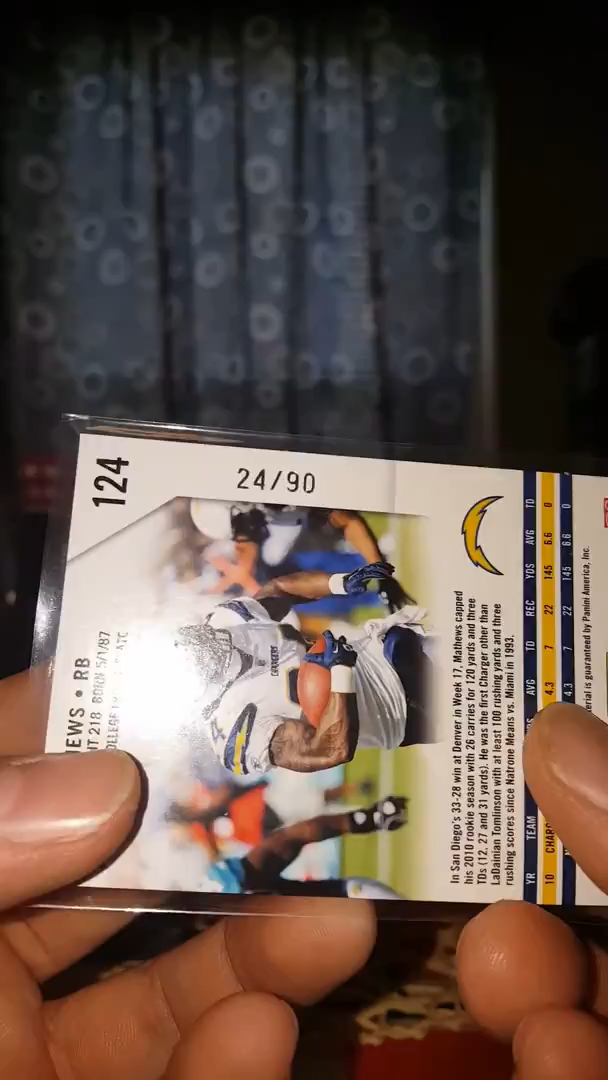 124
24/90
EWS • RB
HT 218 BORN 5/1/87
In San Diego's 33-28 win at Denver in Week 17, Mathews capped
his 2010 rookie season with 26 carries for 120 yards and three
TDs (12, 27 and 31 yards). He was the first Charger other than
LaDainian Tomlinson with at least 100 rushing yards and three
rushing scores since Natrone Means vs. Miami in 1993.
YR TEAM AVG TD REC YDS AVG TD
10 CHARG 4.3 7 22 145 6.6 0
4.3 7 22 145 6.6 0
erial is guaranteed by Panini America, Inc.